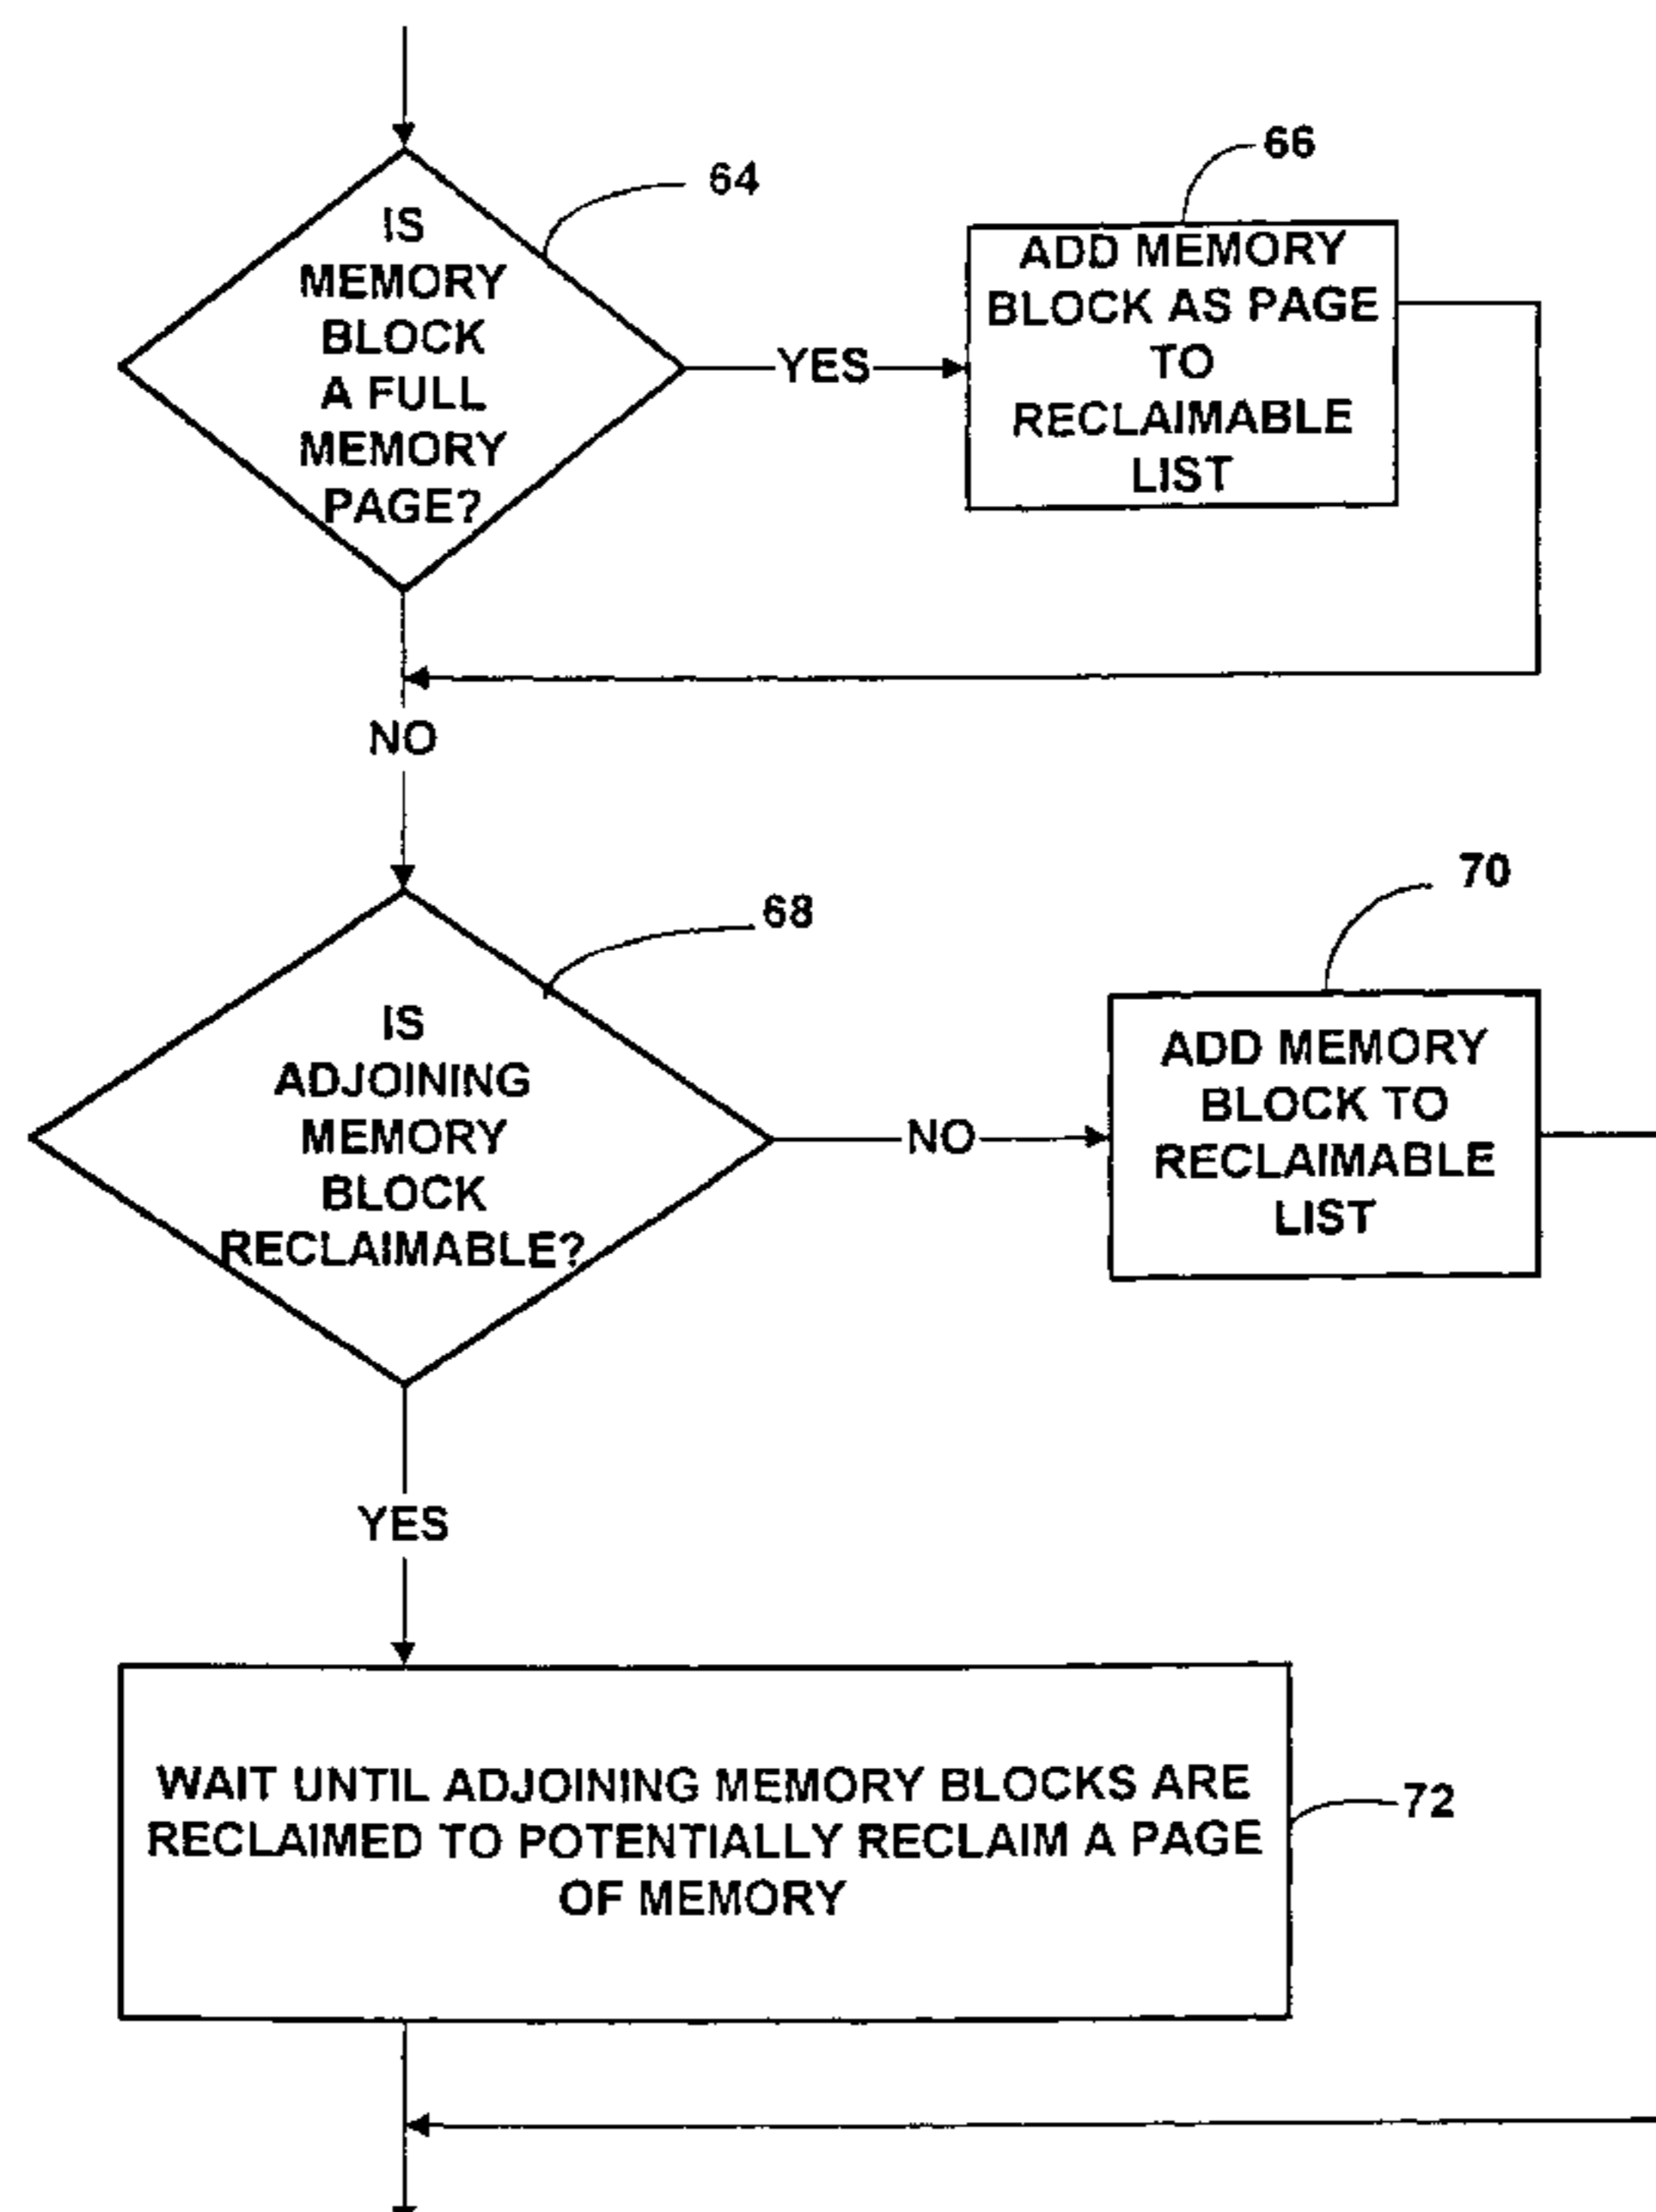 64
IS
MEMORY
BLOCK
A FULL
MEMORY
PAGE?
YES
66
ADD MEMORY
BLOCK AS PAGE
TO
RECLAIMABLE
LIST
NO
68
IS
ADJOINING
MEMORY
BLOCK
RECLAIMABLE?
NO
70
ADD MEMORY
BLOCK TO
RECLAIMABLE
LIST
YES
WAIT UNTIL ADJOINING MEMORY BLOCKS ARE
RECLAIMED TO POTENTIALLY RECLAIM A PAGE
OF MEMORY
72